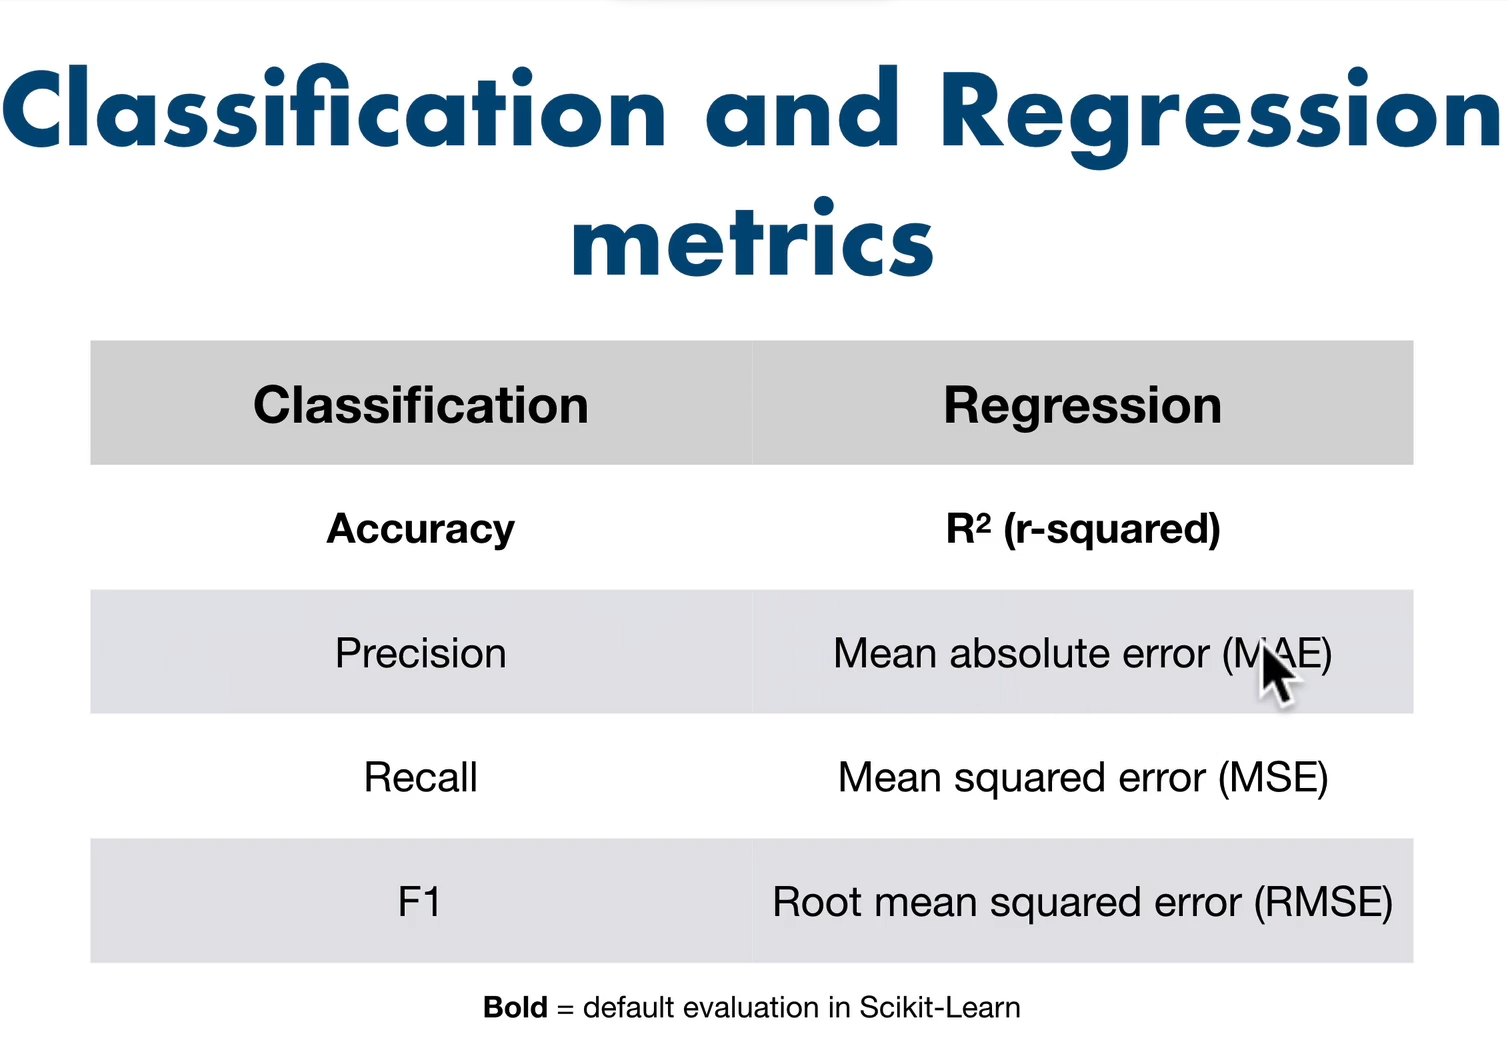 Classification and Regression
metrics
Classification Regression
Accuracy R² (r-squared)
Precision Mean absolute error (MAE)
Recall Mean squared error (MSE)
F1 Root mean squared error (RMSE)
Bold = default evaluation in Scikit-Learn